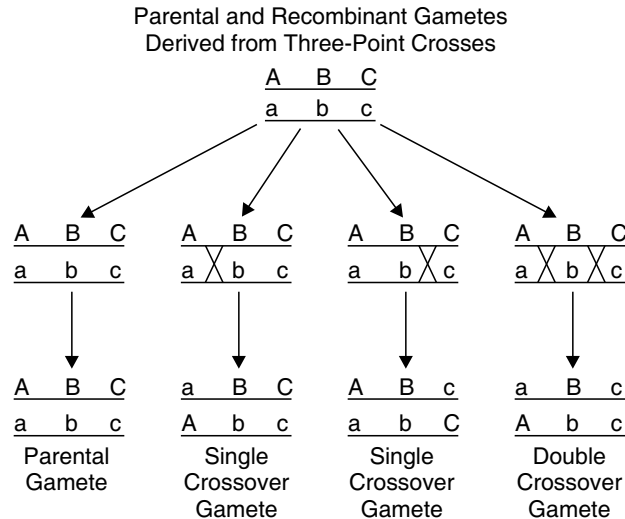 Parental and Recombinant Gametes
Derived from Three-Point Crosses
A B C
a b c
A B C
a b c
A B C
a b c
A B C
a b c
A B C
a b c
A B C
a b c
Parental
Gamete
a B C
A b c
Single
Crossover
Gamete
A B c
a b C
Single
Crossover
Gamete
a B c
A b c
Double
Crossover
Gamete